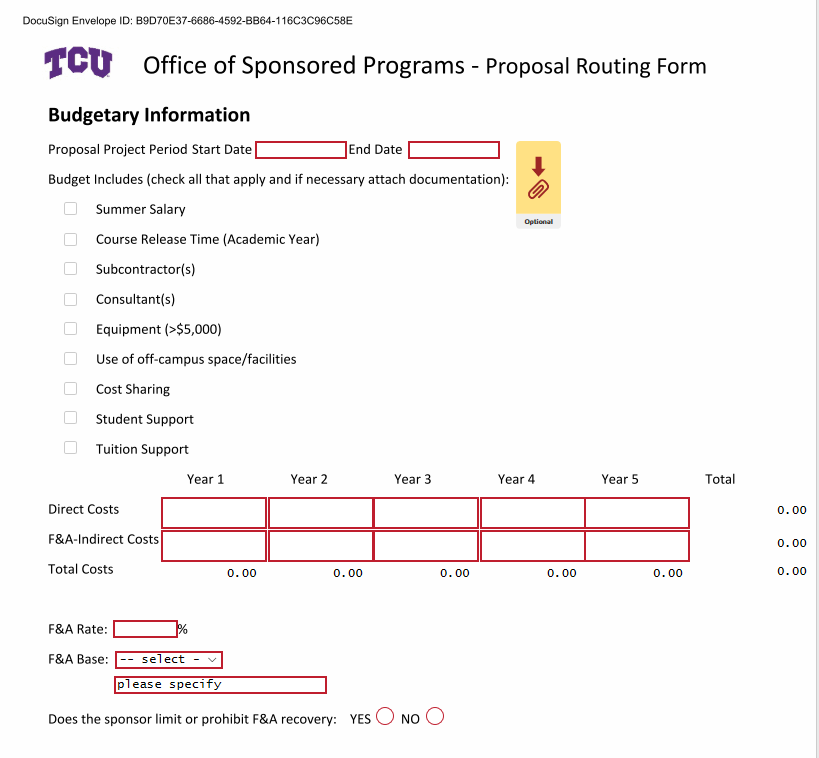 DocuSign Envelope ID: B9D70E37-6686-4592-BB64-116C3C96C58E
TCU Office of Sponsored Programs - Proposal Routing Form
Budgetary Information
Proposal Project Period Start Date End Date
Budget Includes (check all that apply and if necessary attach documentation):
Optional
Summer Salary
Course Release Time (Academic Year)
Subcontractor(s)
Consultant(s)
Equipment (>$5,000)
Use of off-campus space/facilities
Cost Sharing
Student Support
Tuition Support
Year 1 Year 2 Year 3 Year 4 Year 5 Total
Direct Costs 0.00
F&A-Indirect Costs 0.00
Total Costs 0.00 0.00 0.00 0.00 0.00 0.00
F&A Rate: %
F&A Base: -- select -
please specify
Does the sponsor limit or prohibit F&A recovery: YES NO